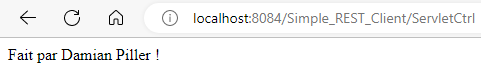 localhost:8084/Simple_REST_Client/ServletCtrl
Fait par Damian Piller !